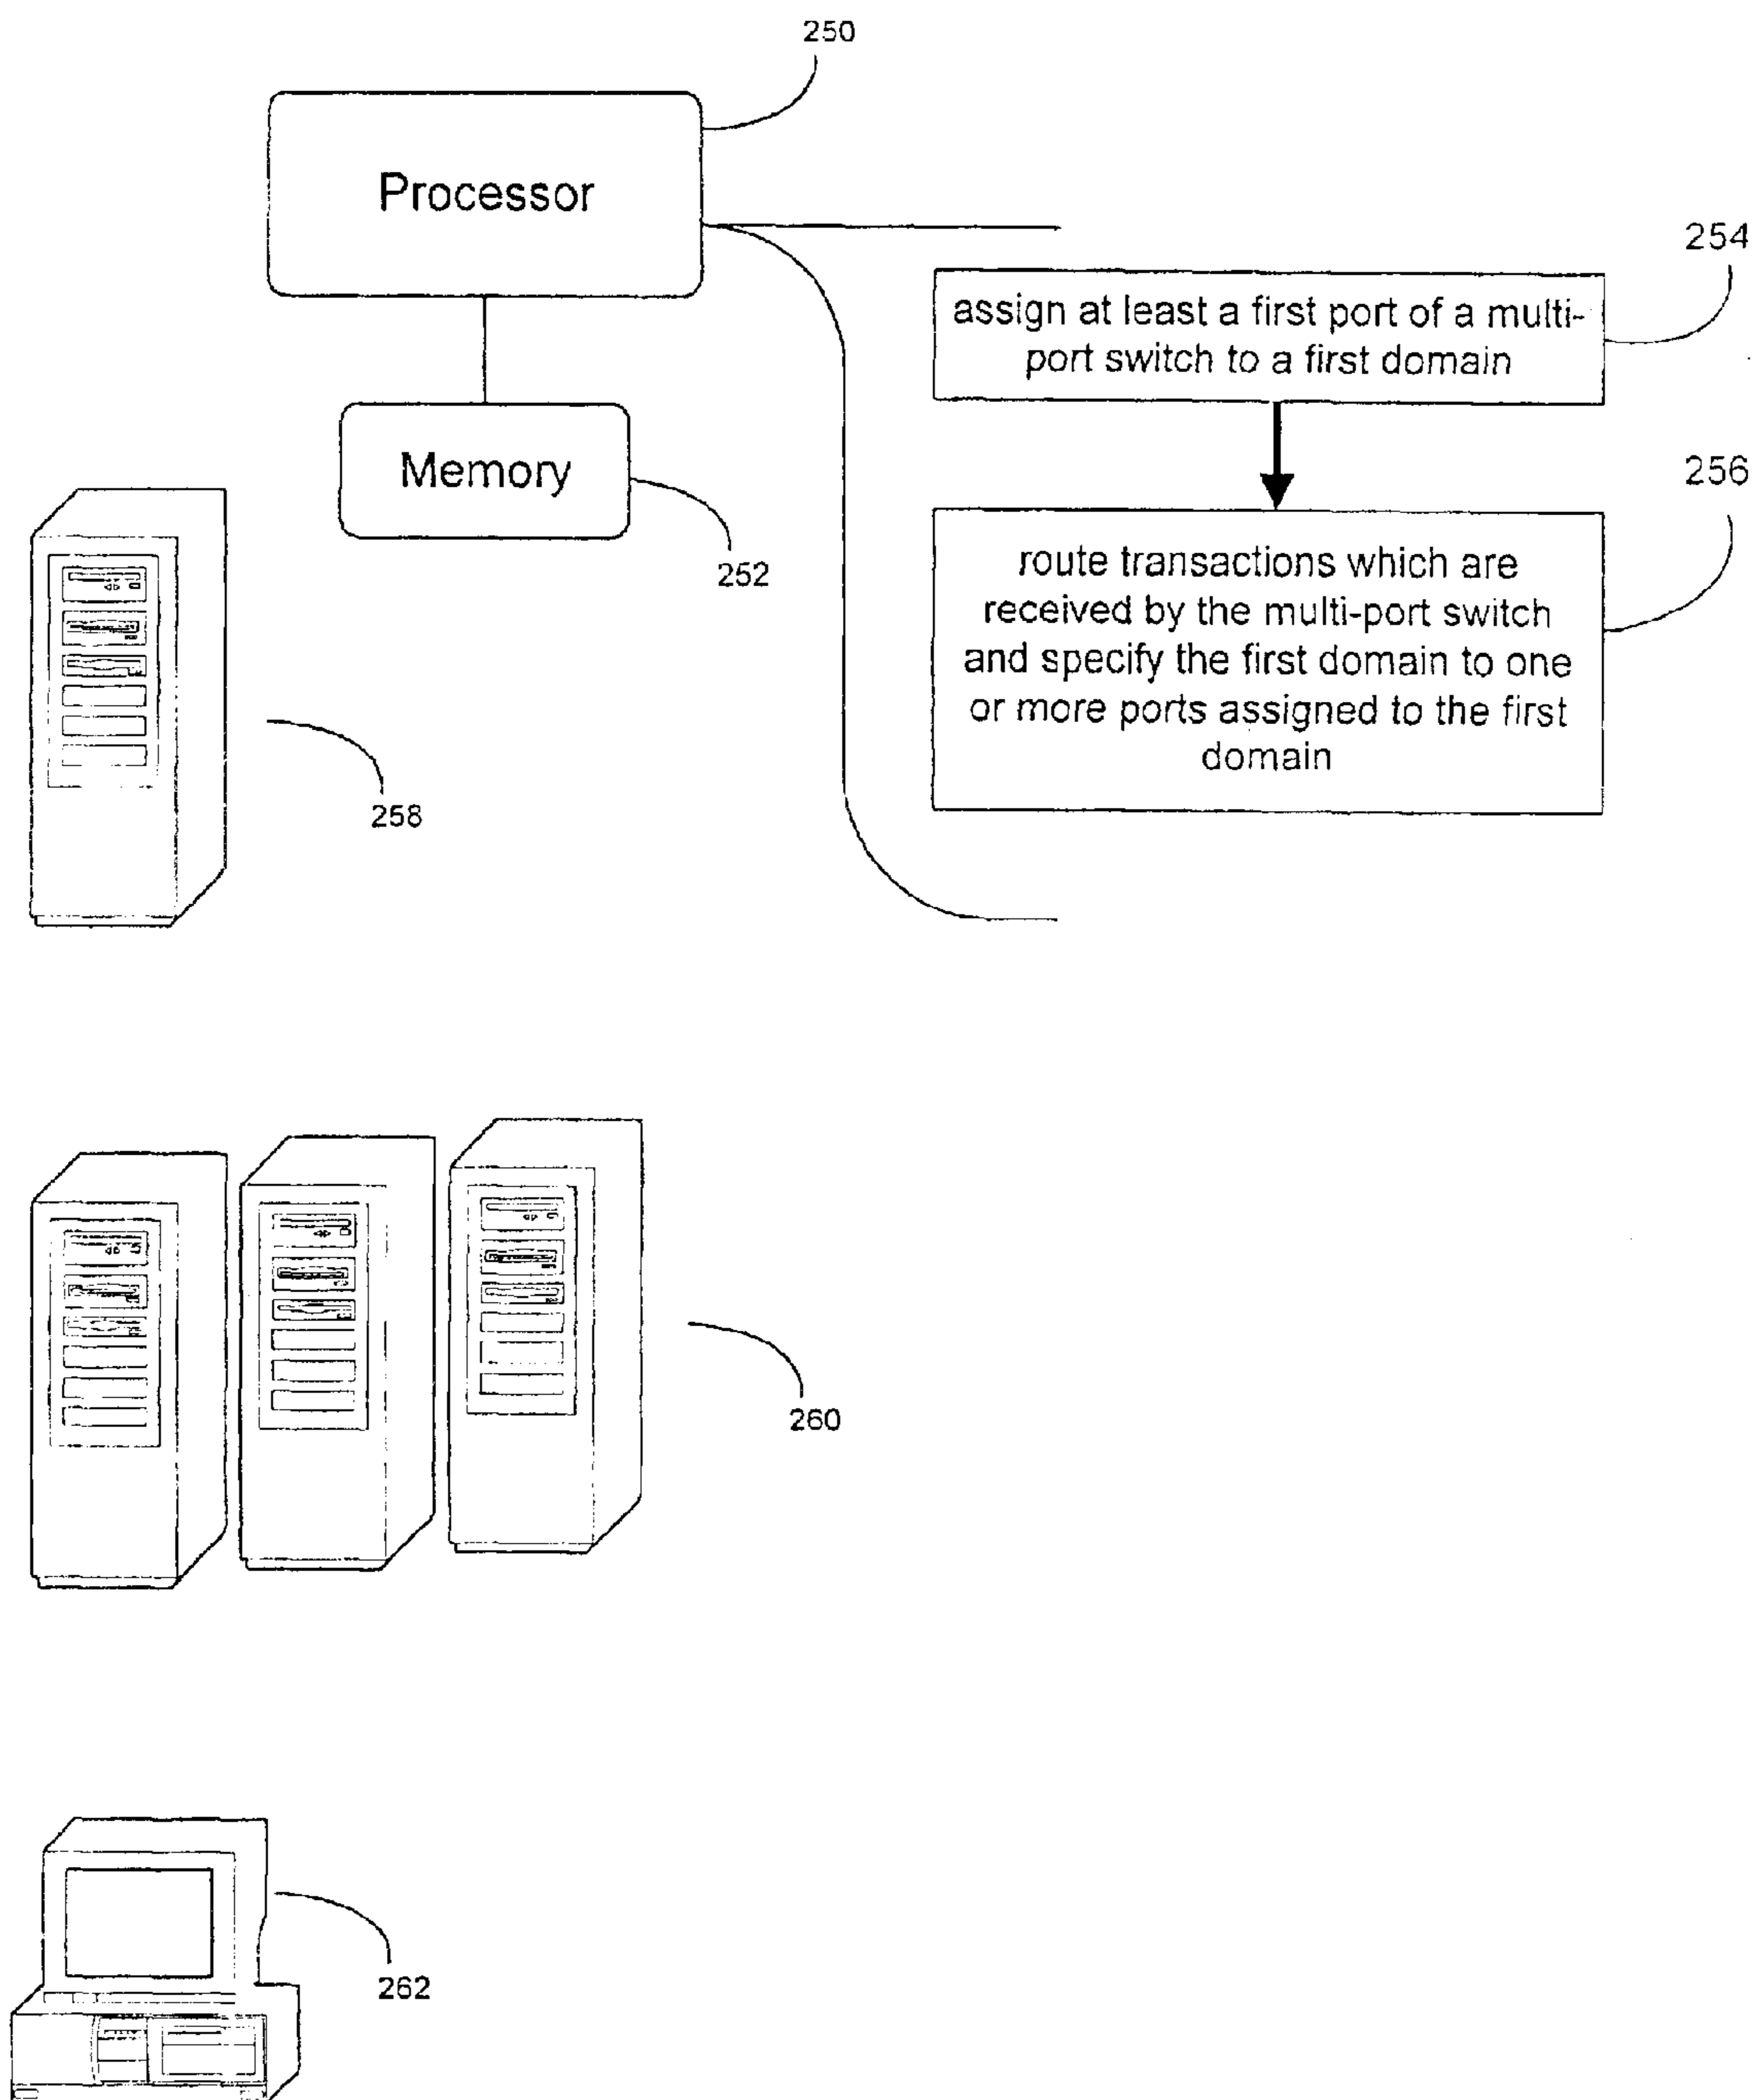 250
Processor
254
assign at least a first port of a multi-
port switch to a first domain
Memory
256
252
route transactions which are
received by the multi-port switch
and specify the first domain to one
or more ports assigned to the first
domain
258
260
262